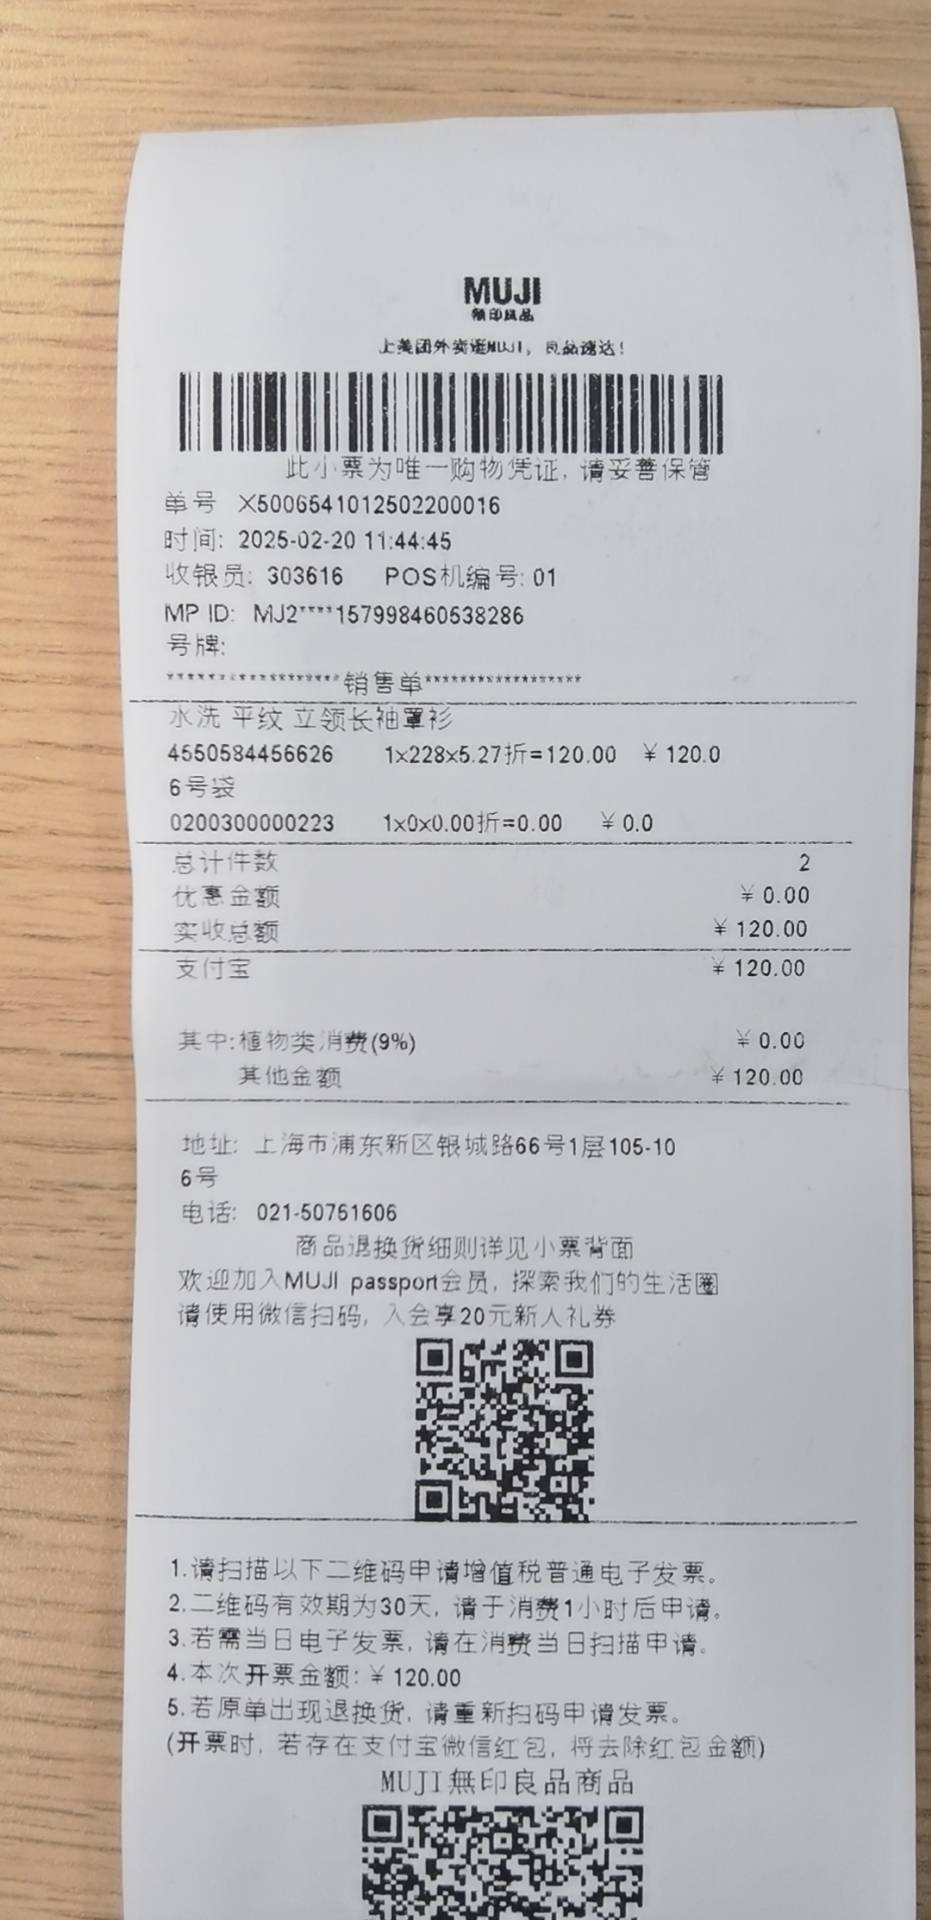 MUJI
無印良品
上美团外卖逛MUJI，良品速达！
此小票为唯一购物凭证，请妥善保管
单号 X5006541012502200016
时间: 2025-02-20 11:44:45
收银员: 303616 POS机编号: 01
MP ID: MJ2****157998460538286
号牌:
********************销售单******************
水洗 平纹 立领长袖罩衫
4550584456626 1x228x5.27折=120.00 ￥120.0
6号袋
0200300000223 1x0x0.00折=0.00 ￥0.0
总计件数 2
优惠金额 ￥0.00
实收总额 ￥120.00
支付宝 ￥120.00
其中:植物类消费(9%) ￥0.00
其他金额 ￥120.00
地址: 上海市浦东新区银城路66号1层105-10
6号
电话: 021-50761606
商品退换货细则详见小票背面
欢迎加入MUJI passport会员，探索我们的生活圈
请使用微信扫码，入会享20元新人礼券
1.请扫描以下二维码申请增值税普通电子发票。
2.二维码有效期为30天，请于消费1小时后申请。
3.若需当日电子发票，请在消费当日扫描申请。
4.本次开票金额:￥120.00
5.若原单出现退换货，请重新扫码申请发票。
(开票时，若存在支付宝微信红包，将去除红包金额)
MUJI無印良品商品